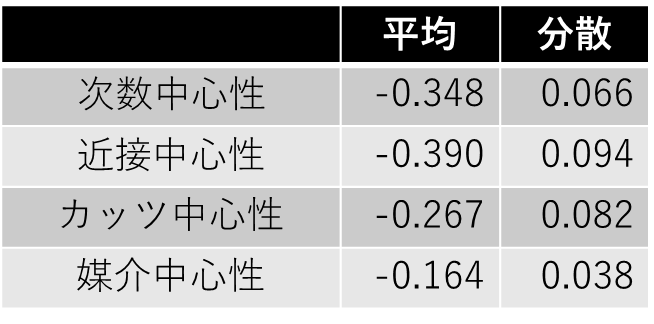 平均 分散
次数中心性 -0.348 0.066
近接中心性 -0.390 0.094
カッツ中心性 -0.267 0.082
媒介中心性 -0.164 0.038